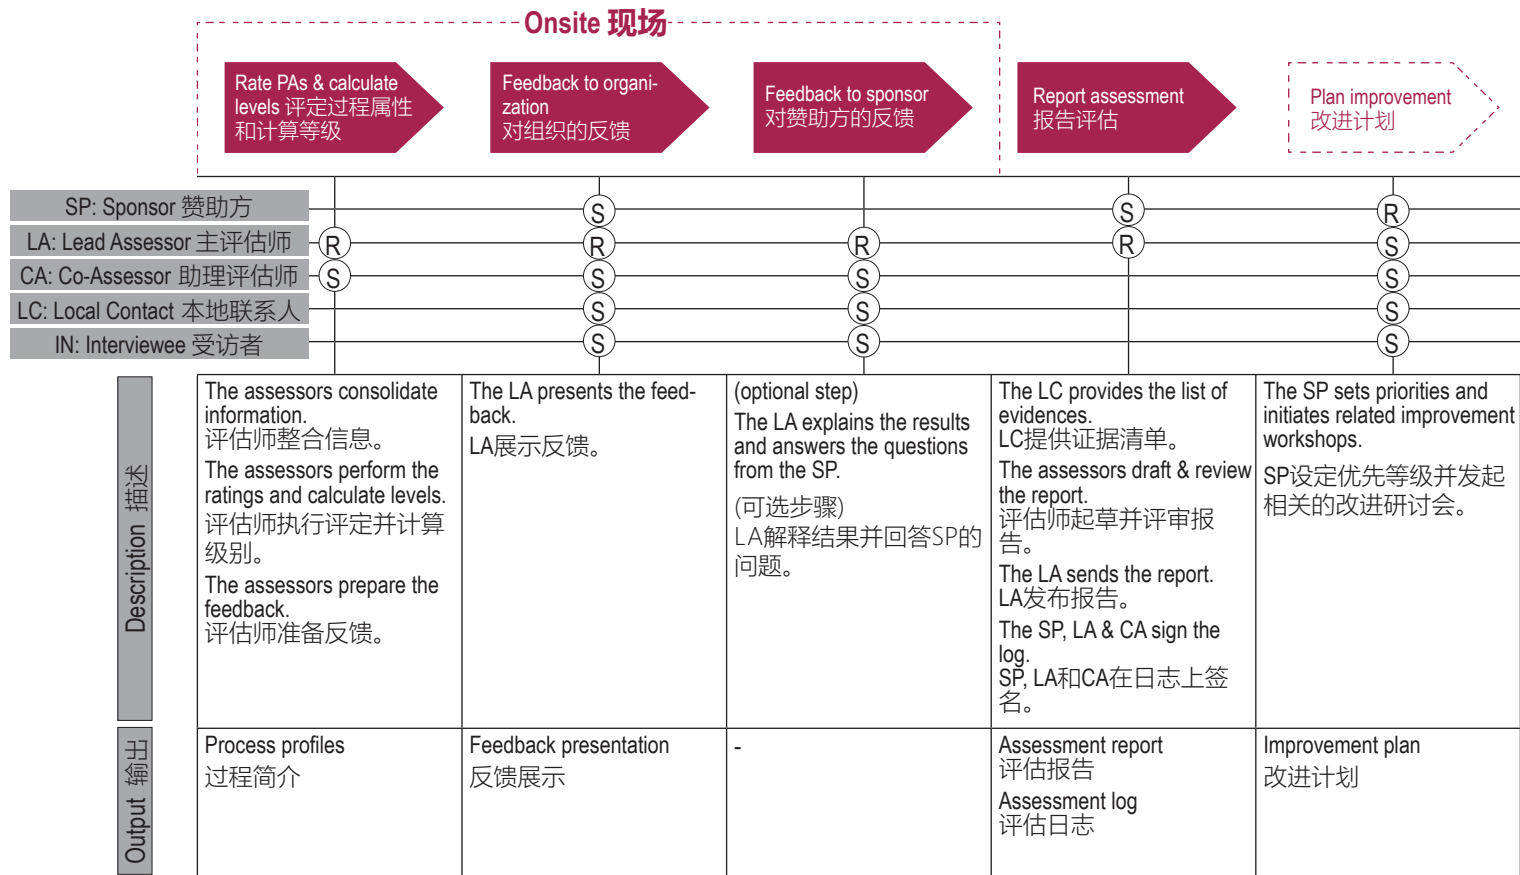 Onsite 现场
Rate PAs & calculate
levels 评定过程属性
和计算等级
Feedback to organi-
zation
对组织的反馈
Feedback to sponsor
对赞助方的反馈
Report assessment
报告评估
Plan improvement
改进计划
SP: Sponsor 赞助方
S
S
R
LA: Lead Assessor 主评估师
R
R
R
R
S
CA: Co-Assessor 助理评估师
S
S
S
S
LC: Local Contact 本地联系人
S
S
S
IN: Interviewee 受访者
S
S
S
Description 描述
The assessors consolidate
information.
评估师整合信息。
The assessors perform the
ratings and calculate levels.
评估师执行评定并计算
级别。
The assessors prepare the
feedback.
评估师准备反馈。
The LA presents the feed-
back.
LA展示反馈。
(optional step)
The LA explains the results
and answers the questions
from the SP.
(可选步骤)
LA解释结果并回答SP的
问题。
The LC provides the list of
evidences.
LC提供证据清单。
The assessors draft & review
the report.
评估师起草并评审报
告。
The LA sends the report.
LA发布报告。
The SP, LA & CA sign the
log.
SP, LA和CA在日志上签
名。
The SP sets priorities and
initiates related improvement
workshops.
SP设定优先等级并发起
相关的改进研讨会。
Output 输出
Process profiles
过程简介
Feedback presentation
反馈展示
-
Assessment report
评估报告
Assessment log
评估日志
Improvement plan
改进计划